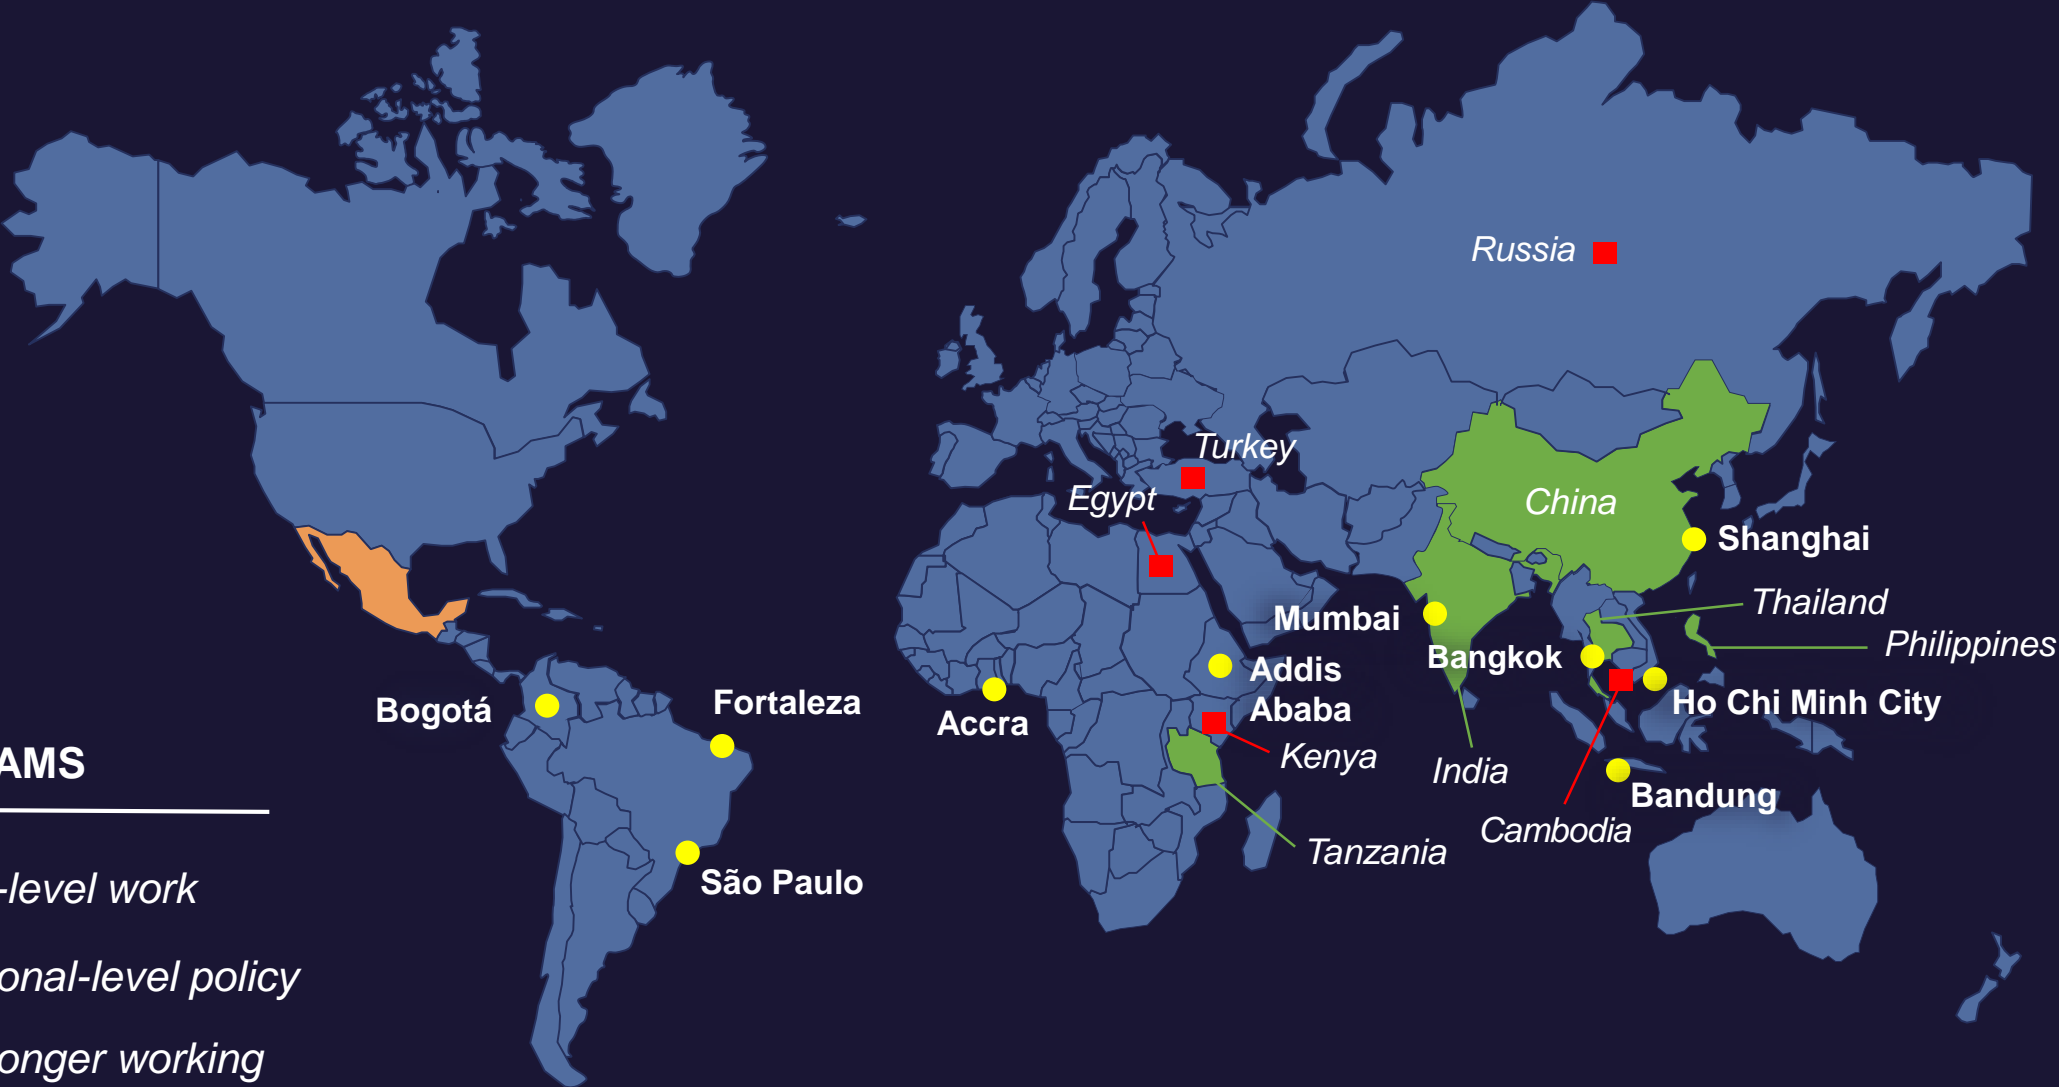 Russia
Turkey
Egypt
China
Shanghai
Thailand
Mumbai
Philippines
Bangkok
Addis
Ababa
Bogotá
Fortaleza
Accra
Ho Chi Minh City
Kenya
India
Bandung
Cambodia
Tanzania
São Paulo
AMS
-level work
onal-level policy
onger working